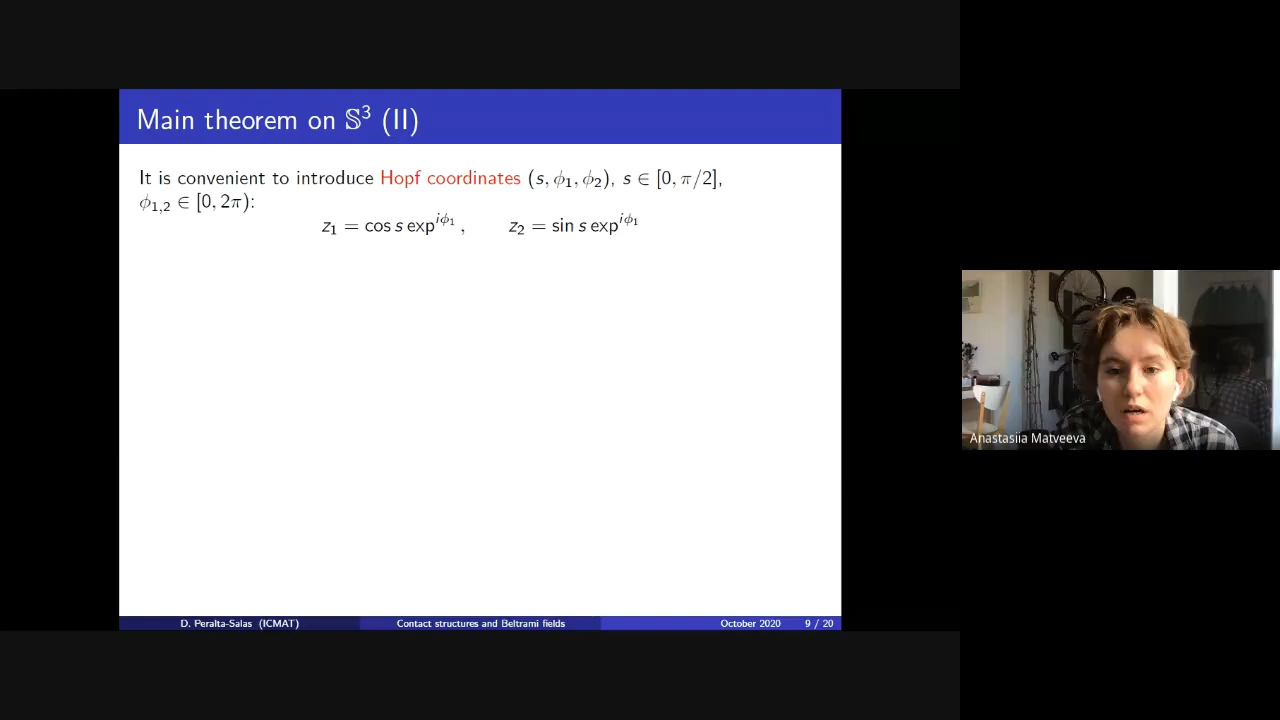 Main theorem on 𝕊³ (II)
It is convenient to introduce Hopf coordinates (s, ϕ₁, ϕ₂), s ∈ [0, π/2],
ϕ₁,₂ ∈ [0, 2π):
z₁ = cos s exp^{iϕ₁} ,   z₂ = sin s exp^{iϕ₁}
Anastasiia Matveeva
D. Peralta-Salas (ICMAT)   Contact structures and Beltrami fields   October 2020   9 / 20